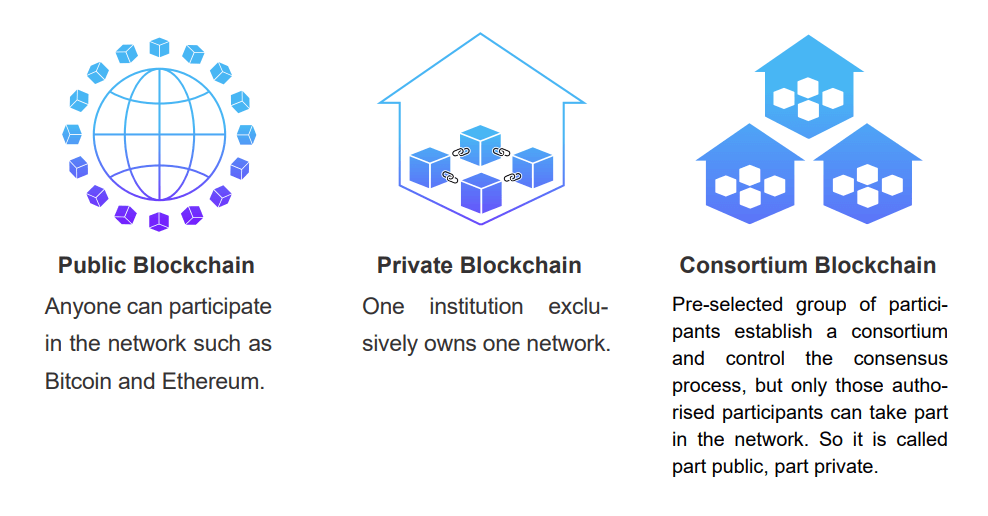 Public Blockchain
Anyone can participate
in the network such as
Bitcoin and Ethereum.
Private Blockchain
One institution exclu-
sively owns one network.
Consortium Blockchain
Pre-selected group of partici-
pants establish a consortium
and control the consensus
process, but only those autho-
rised participants can take part
in the network. So it is called
part public, part private.